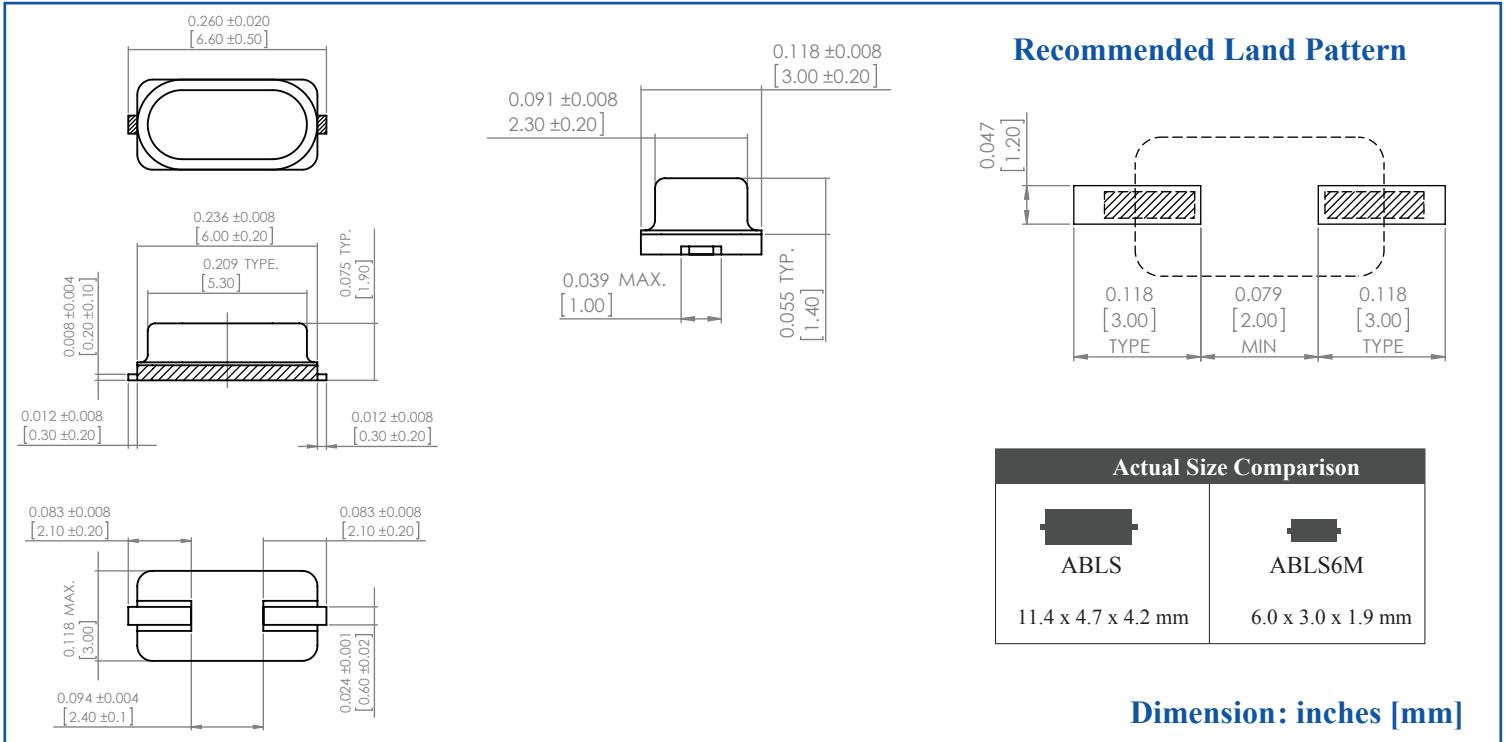 0.260 ±0.020
[6.60 ±0.50]
0.236 ±0.008
[6.00 ±0.20]
0.209 TYPE.
[5.30]
0.075 TYP.
[1.90]
0.008 ±0.004
[0.20 ±0.10]
0.012 ±0.008
[0.30 ±0.20]
0.012 ±0.008
[0.30 ±0.20]
0.083 ±0.008
[2.10 ±0.20]
0.083 ±0.008
[2.10 ±0.20]
0.118 MAX.
[3.00]
0.024 ±0.001
[0.60 ±0.02]
0.094 ±0.004
[2.40 ±0.1]
0.118 ±0.008
[3.00 ±0.20]
0.091 ±0.008
2.30 ±0.20]
0.039 MAX.
[1.00]
0.055 TYP.
[1.40]
Recommended Land Pattern
0.047
[1.20]
0.118
[3.00]
TYPE
0.079
[2.00]
MIN
0.118
[3.00]
TYPE
Actual Size Comparison
ABLS
11.4 x 4.7 x 4.2 mm
ABLS6M
6.0 x 3.0 x 1.9 mm
Dimension: inches [mm]